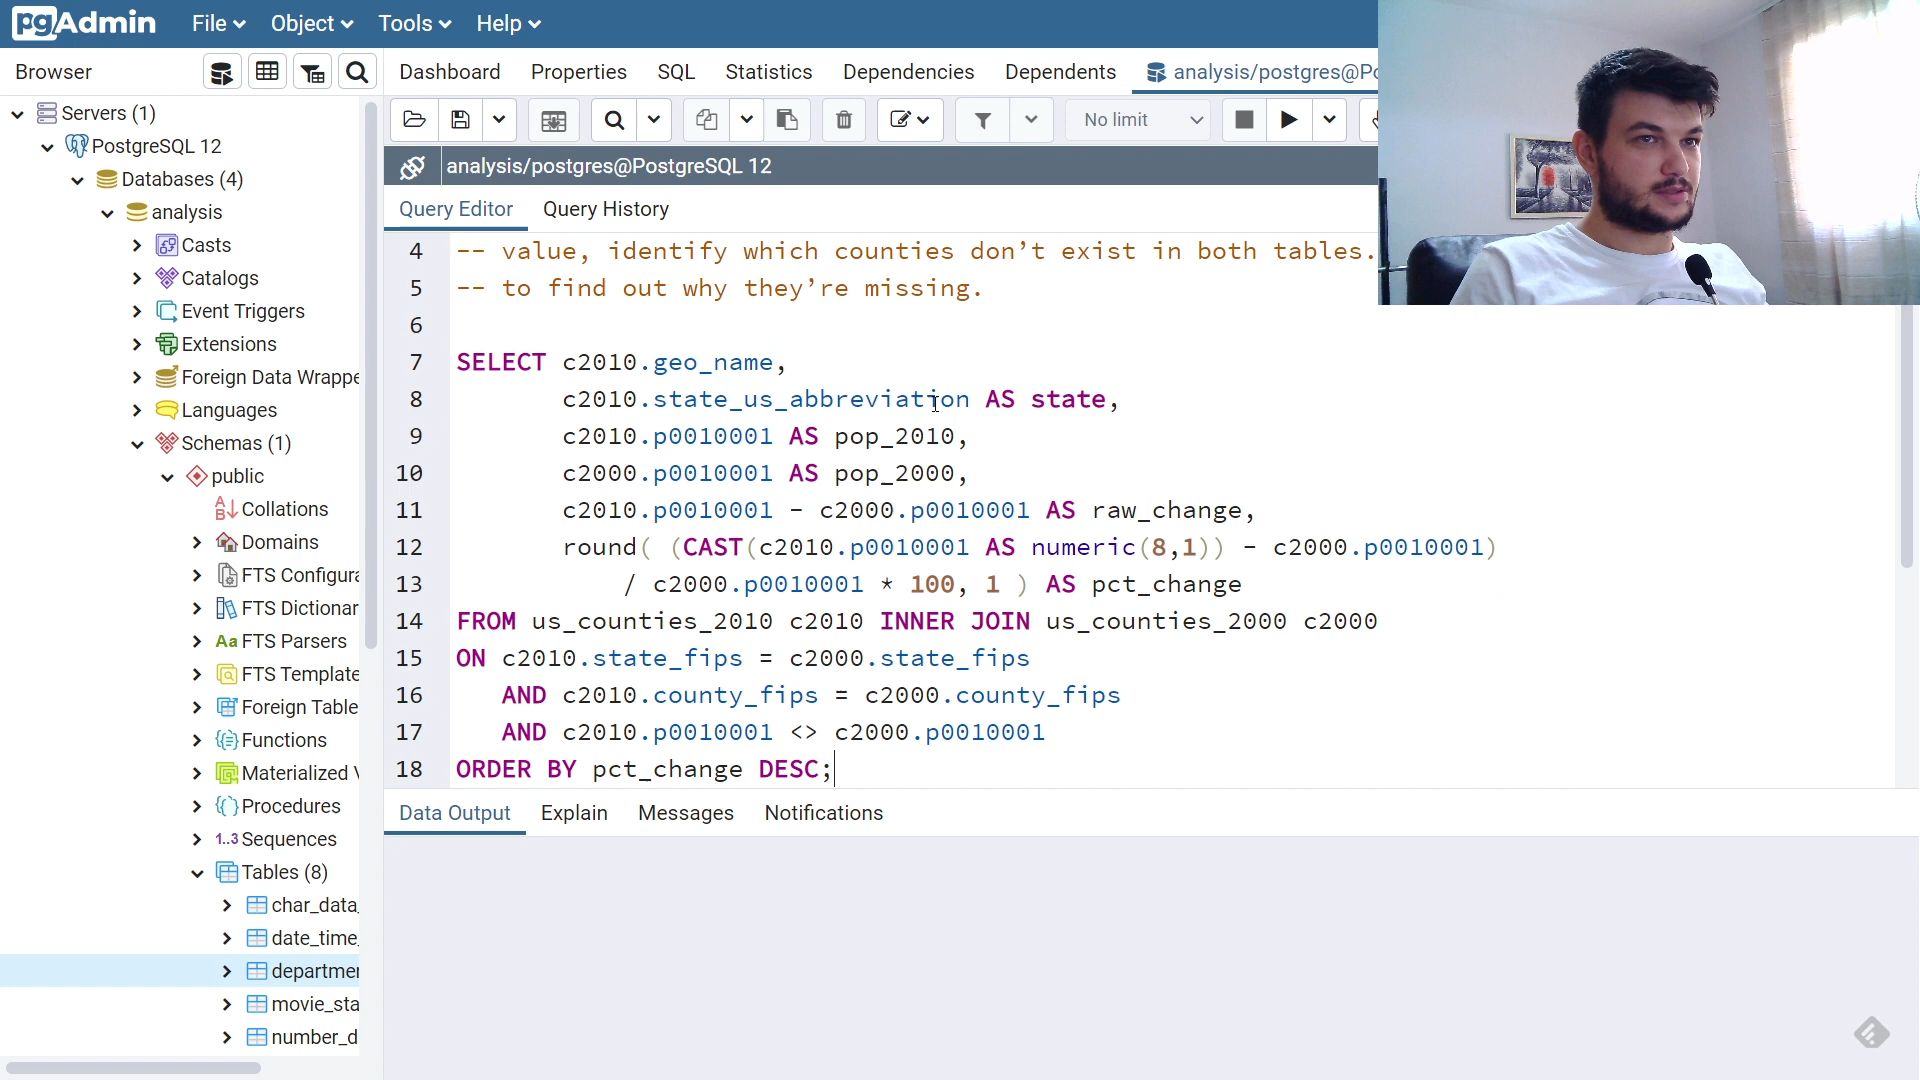 pgAdmin
File
Object
Tools
Help
Browser
Dashboard
Properties
SQL
Statistics
Dependencies
Dependents
analysis/postgres@Po
No limit
analysis/postgres@PostgreSQL 12
Query Editor
Query History
Servers (1)
PostgreSQL 12
Databases (4)
analysis
Casts
Catalogs
Event Triggers
Extensions
Foreign Data Wrappe
Languages
Schemas (1)
public
Collations
Domains
FTS Configura
FTS Dictionar
Aa FTS Parsers
FTS Template
Foreign Table
Functions
Materialized V
Procedures
1..3 Sequences
Tables (8)
char_data_
date_time_
departmen
movie_sta
number_d
4 -- value, identify which counties don’t exist in both tables.
5 -- to find out why they’re missing.
6
7 SELECT c2010.geo_name,
8 c2010.state_us_abbreviation AS state,
9 c2010.p0010001 AS pop_2010,
10 c2000.p0010001 AS pop_2000,
11 c2010.p0010001 - c2000.p0010001 AS raw_change,
12 round( (CAST(c2010.p0010001 AS numeric(8,1)) - c2000.p0010001)
13 / c2000.p0010001 * 100, 1 ) AS pct_change
14 FROM us_counties_2010 c2010 INNER JOIN us_counties_2000 c2000
15 ON c2010.state_fips = c2000.state_fips
16 AND c2010.county_fips = c2000.county_fips
17 AND c2010.p0010001 <> c2000.p0010001
18 ORDER BY pct_change DESC;
Data Output
Explain
Messages
Notifications